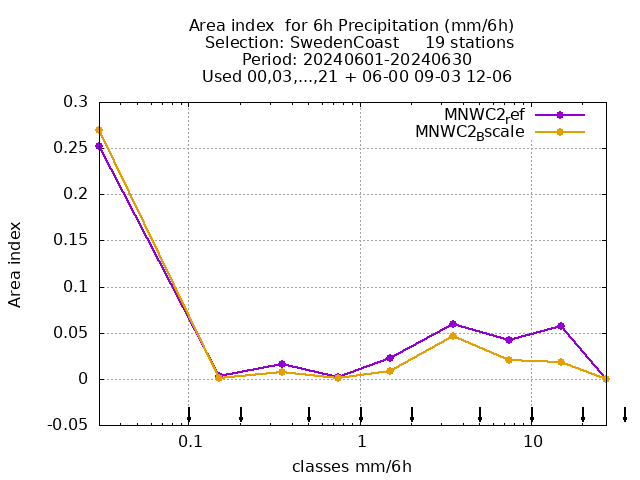 Area index  for 6h Precipitation (mm/6h)
Selection: SwedenCoast     19 stations
Period: 20240601-20240630
Used 00,03,...,21 + 06-00 09-03 12-06
MNWC2ref
MNWC2Bscale
0.3
0.25
0.2
0.15
0.1
0.05
0
-0.05
Area index
0.1
1
10
classes mm/6h